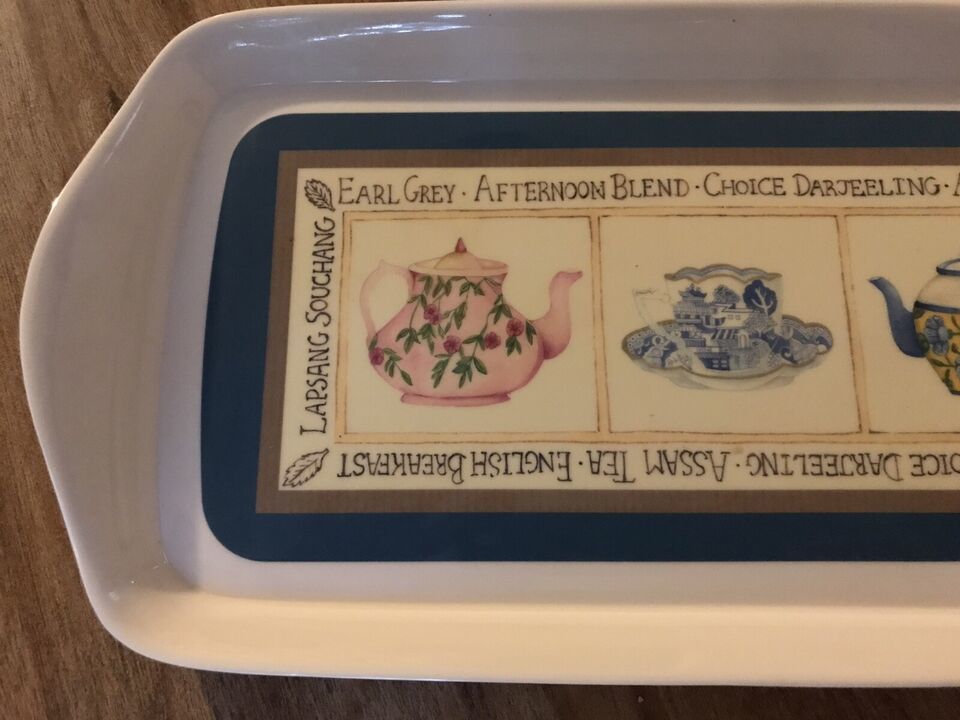 EARL GREY · AFTERNOON BLEND · CHOICE DARJEELING ·
LAPSANG SOUCHANG
DARJEELING · ASSAM TEA · ENGLISH BREAKFAST